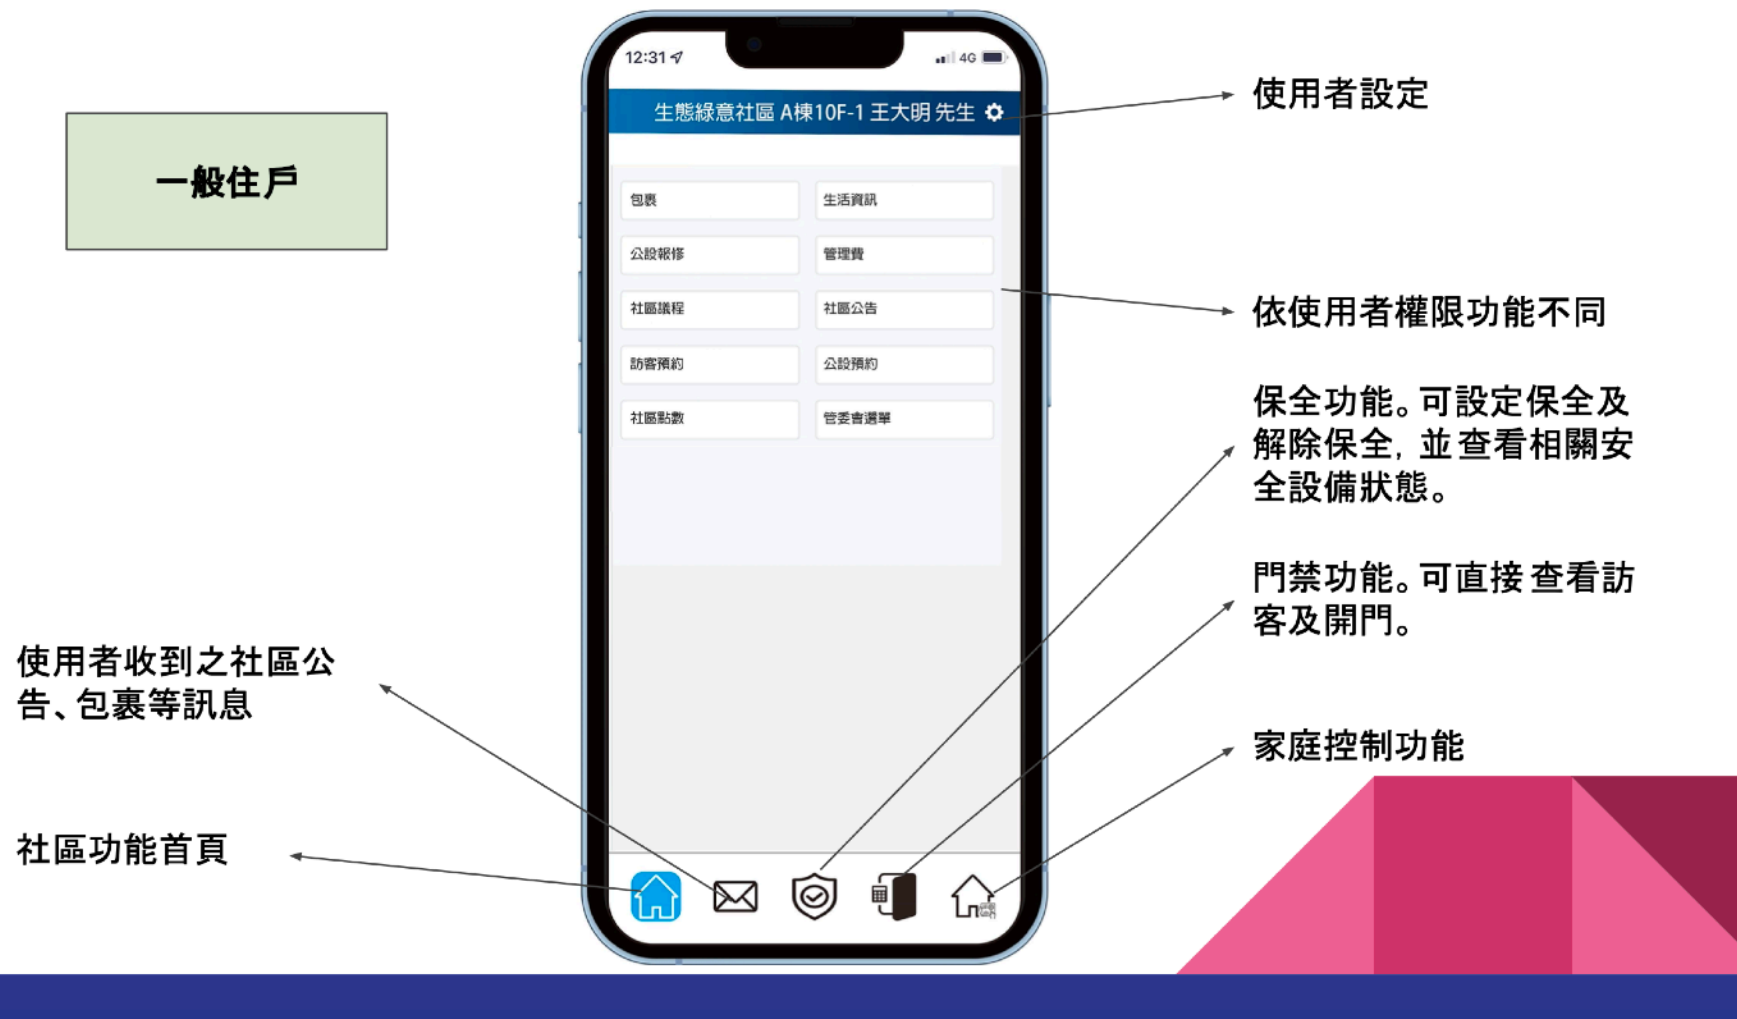 一般住戶
12:31
4G
生態綠意社區 A棟10F-1 王大明 先生
包裹
生活資訊
公設報修
管理費
社區議程
社區公告
訪客預約
公設預約
社區點數
管委會選單
使用者設定
依使用者權限功能不同
保全功能。可設定保全及
解除保全, 並查看相關安
全設備狀態。
門禁功能。可直接查看訪
客及開門。
家庭控制功能
使用者收到之社區公
告、包裹等訊息
社區功能首頁